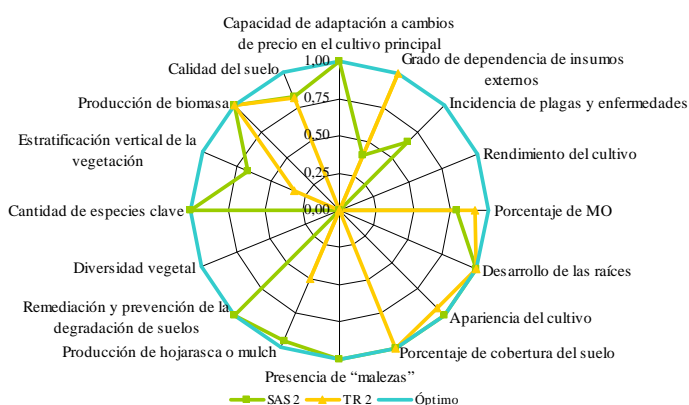 Capacidad de adaptación a cambios
de precio en el cultivo principal
1,00
Grado de dependencia de insumos
externos
Calidad del suelo
Incidencia de plagas y enfermedades
Producción de biomasa
0,75
Estratificación vertical de la
vegetación
0,50
Rendimiento del cultivo
0,25
Cantidad de especies clave
0,00
Porcentaje de MO
Diversidad vegetal
Desarrollo de las raíces
Remediación y prevención de la
degradación de suelos
Apariencia del cultivo
Producción de hojarasca o mulch
Porcentaje de cobertura del suelo
Presencia de “malezas”
SAS 2
TR 2
Óptimo